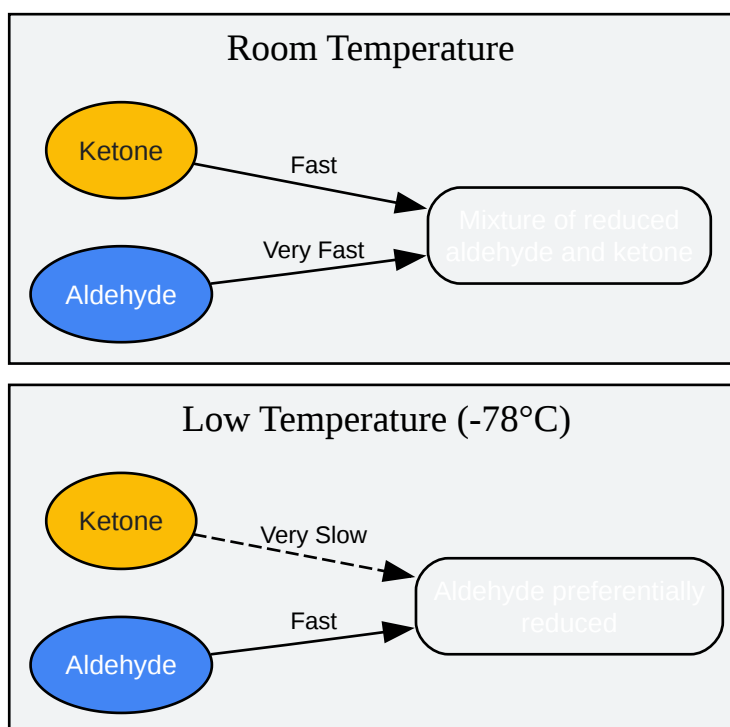 Room Temperature
Ketone
Fast
Mixture of reduced
aldehyde and ketone
Very Fast
Aldehyde
Low Temperature (-78°C)
Ketone
Very Slow
Aldehyde preferentially
reduced
Fast
Aldehyde